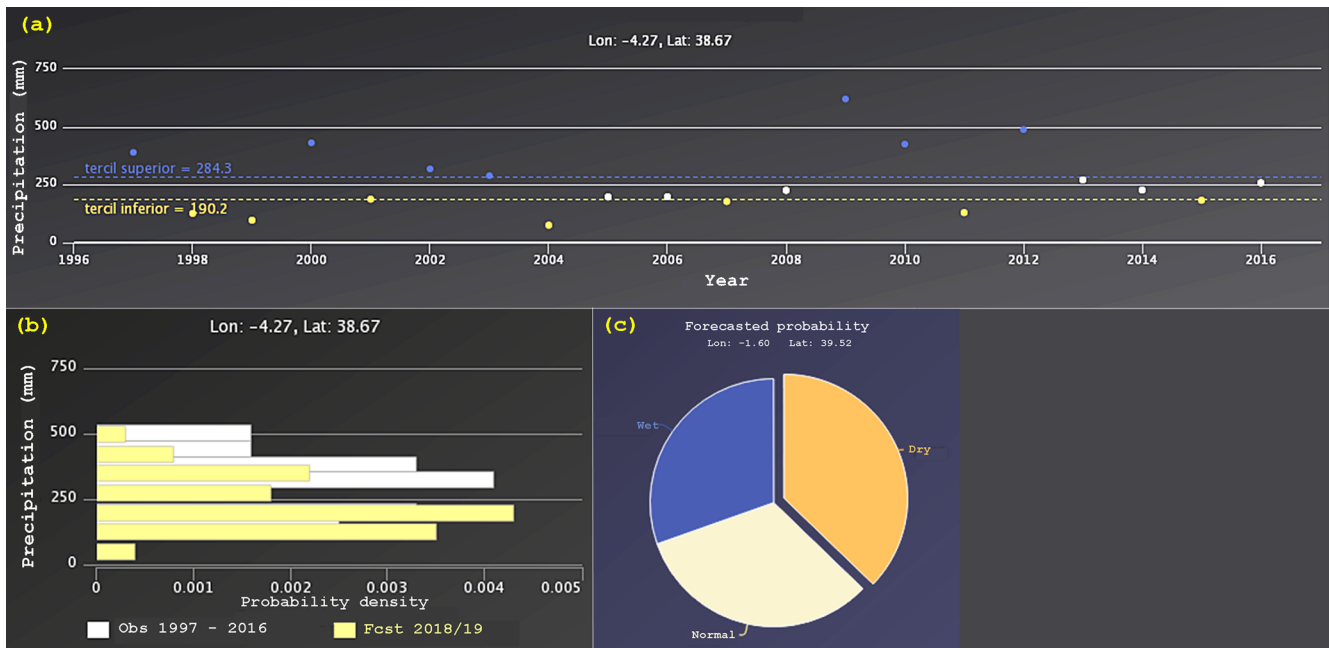 (a)
Lon: -4.27, Lat: 38.67
Precipitation (mm)
750
500
250
0
tercil superior = 284.3
tercil inferior = 190.2
1996 1998 2000 2002 2004 2006 2008 2010 2012 2014 2016
Year
(b)
Lon: -4.27, Lat: 38.67
Precipitation (mm)
750
500
250
0
0 0.001 0.002 0.003 0.004 0.005
Probability density
Obs 1997 - 2016 Fcst 2018/19
(c)
Forecasted probability
Lon: -1.60 Lat: 39.52
Wet
Dry
Normal